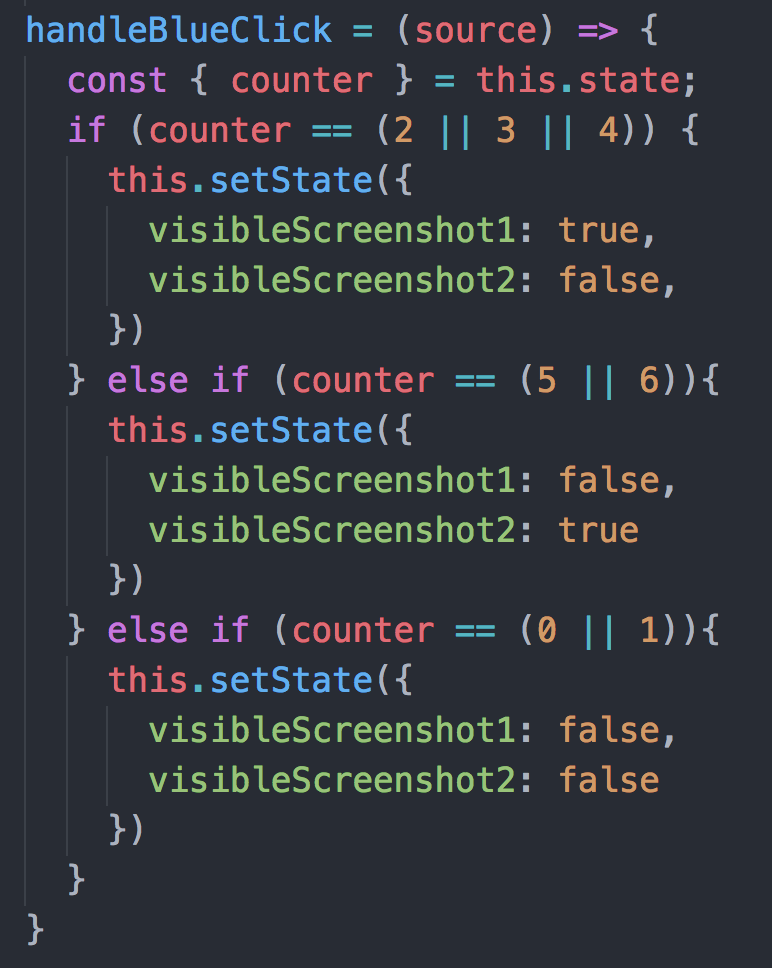 handleBlueClick = (source) => {
  const { counter } = this.state;
  if (counter == (2 || 3 || 4)) {
    this.setState({
      visibleScreenshot1: true,
      visibleScreenshot2: false,
    })
  } else if (counter == (5 || 6)){
    this.setState({
      visibleScreenshot1: false,
      visibleScreenshot2: true
    })
  } else if (counter == (0 || 1)){
    this.setState({
      visibleScreenshot1: false,
      visibleScreenshot2: false
    })
  }
}